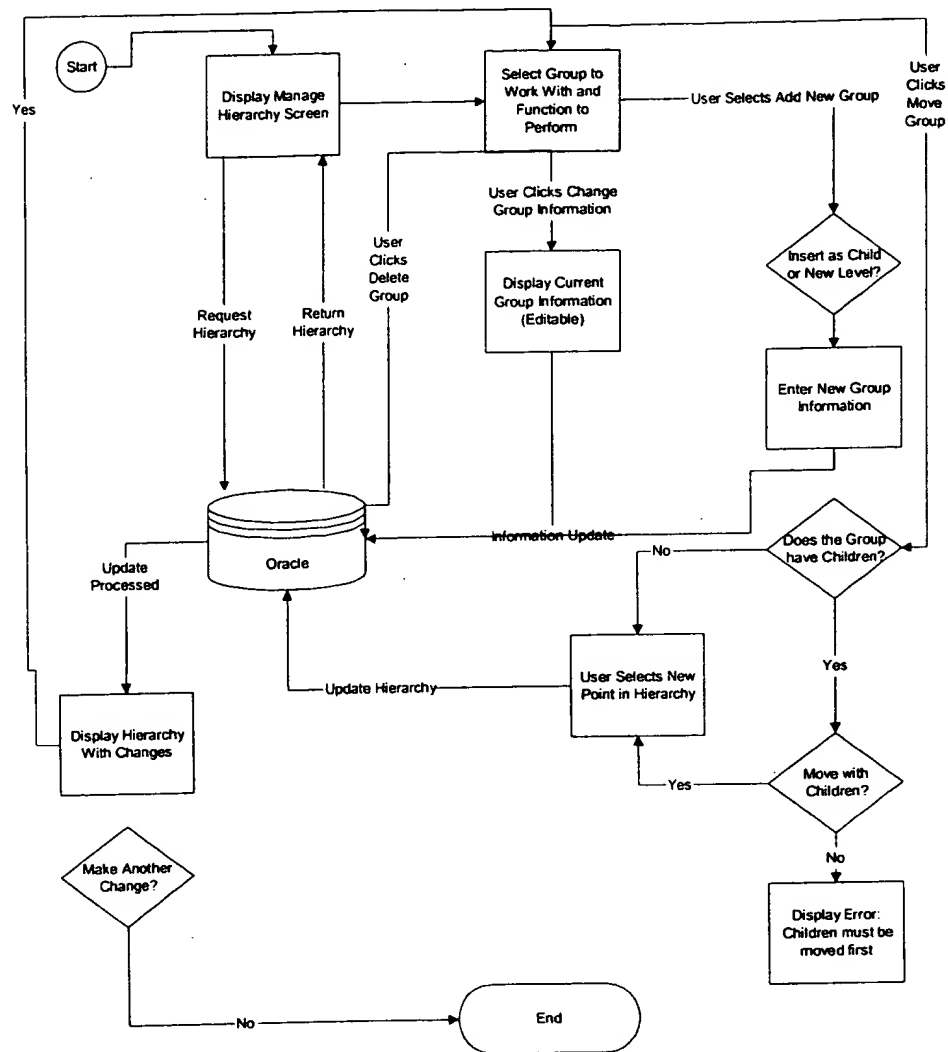 Start
Yes
Display Manage
Hierarchy Screen
Select Group to
Work With and
Function to
Perform
User Selects Add New Group
User
Clicks
Move
Group
User Clicks Change
Group Information
User
Clicks
Delete
Group
Insert as Child
or New Level?
Display Current
Group Information
(Editable)
Request
Hierarchy
Return
Hierarchy
Enter New Group
Information
Oracle
Information Update
Does the Group
have Children?
No
Update
Processed
Yes
Update Hierarchy
User Selects New
Point in Hierarchy
Display Hierarchy
With Changes
Move with
Children?
Yes
No
Make Another
Change?
Display Error:
Children must be
moved first
No
End